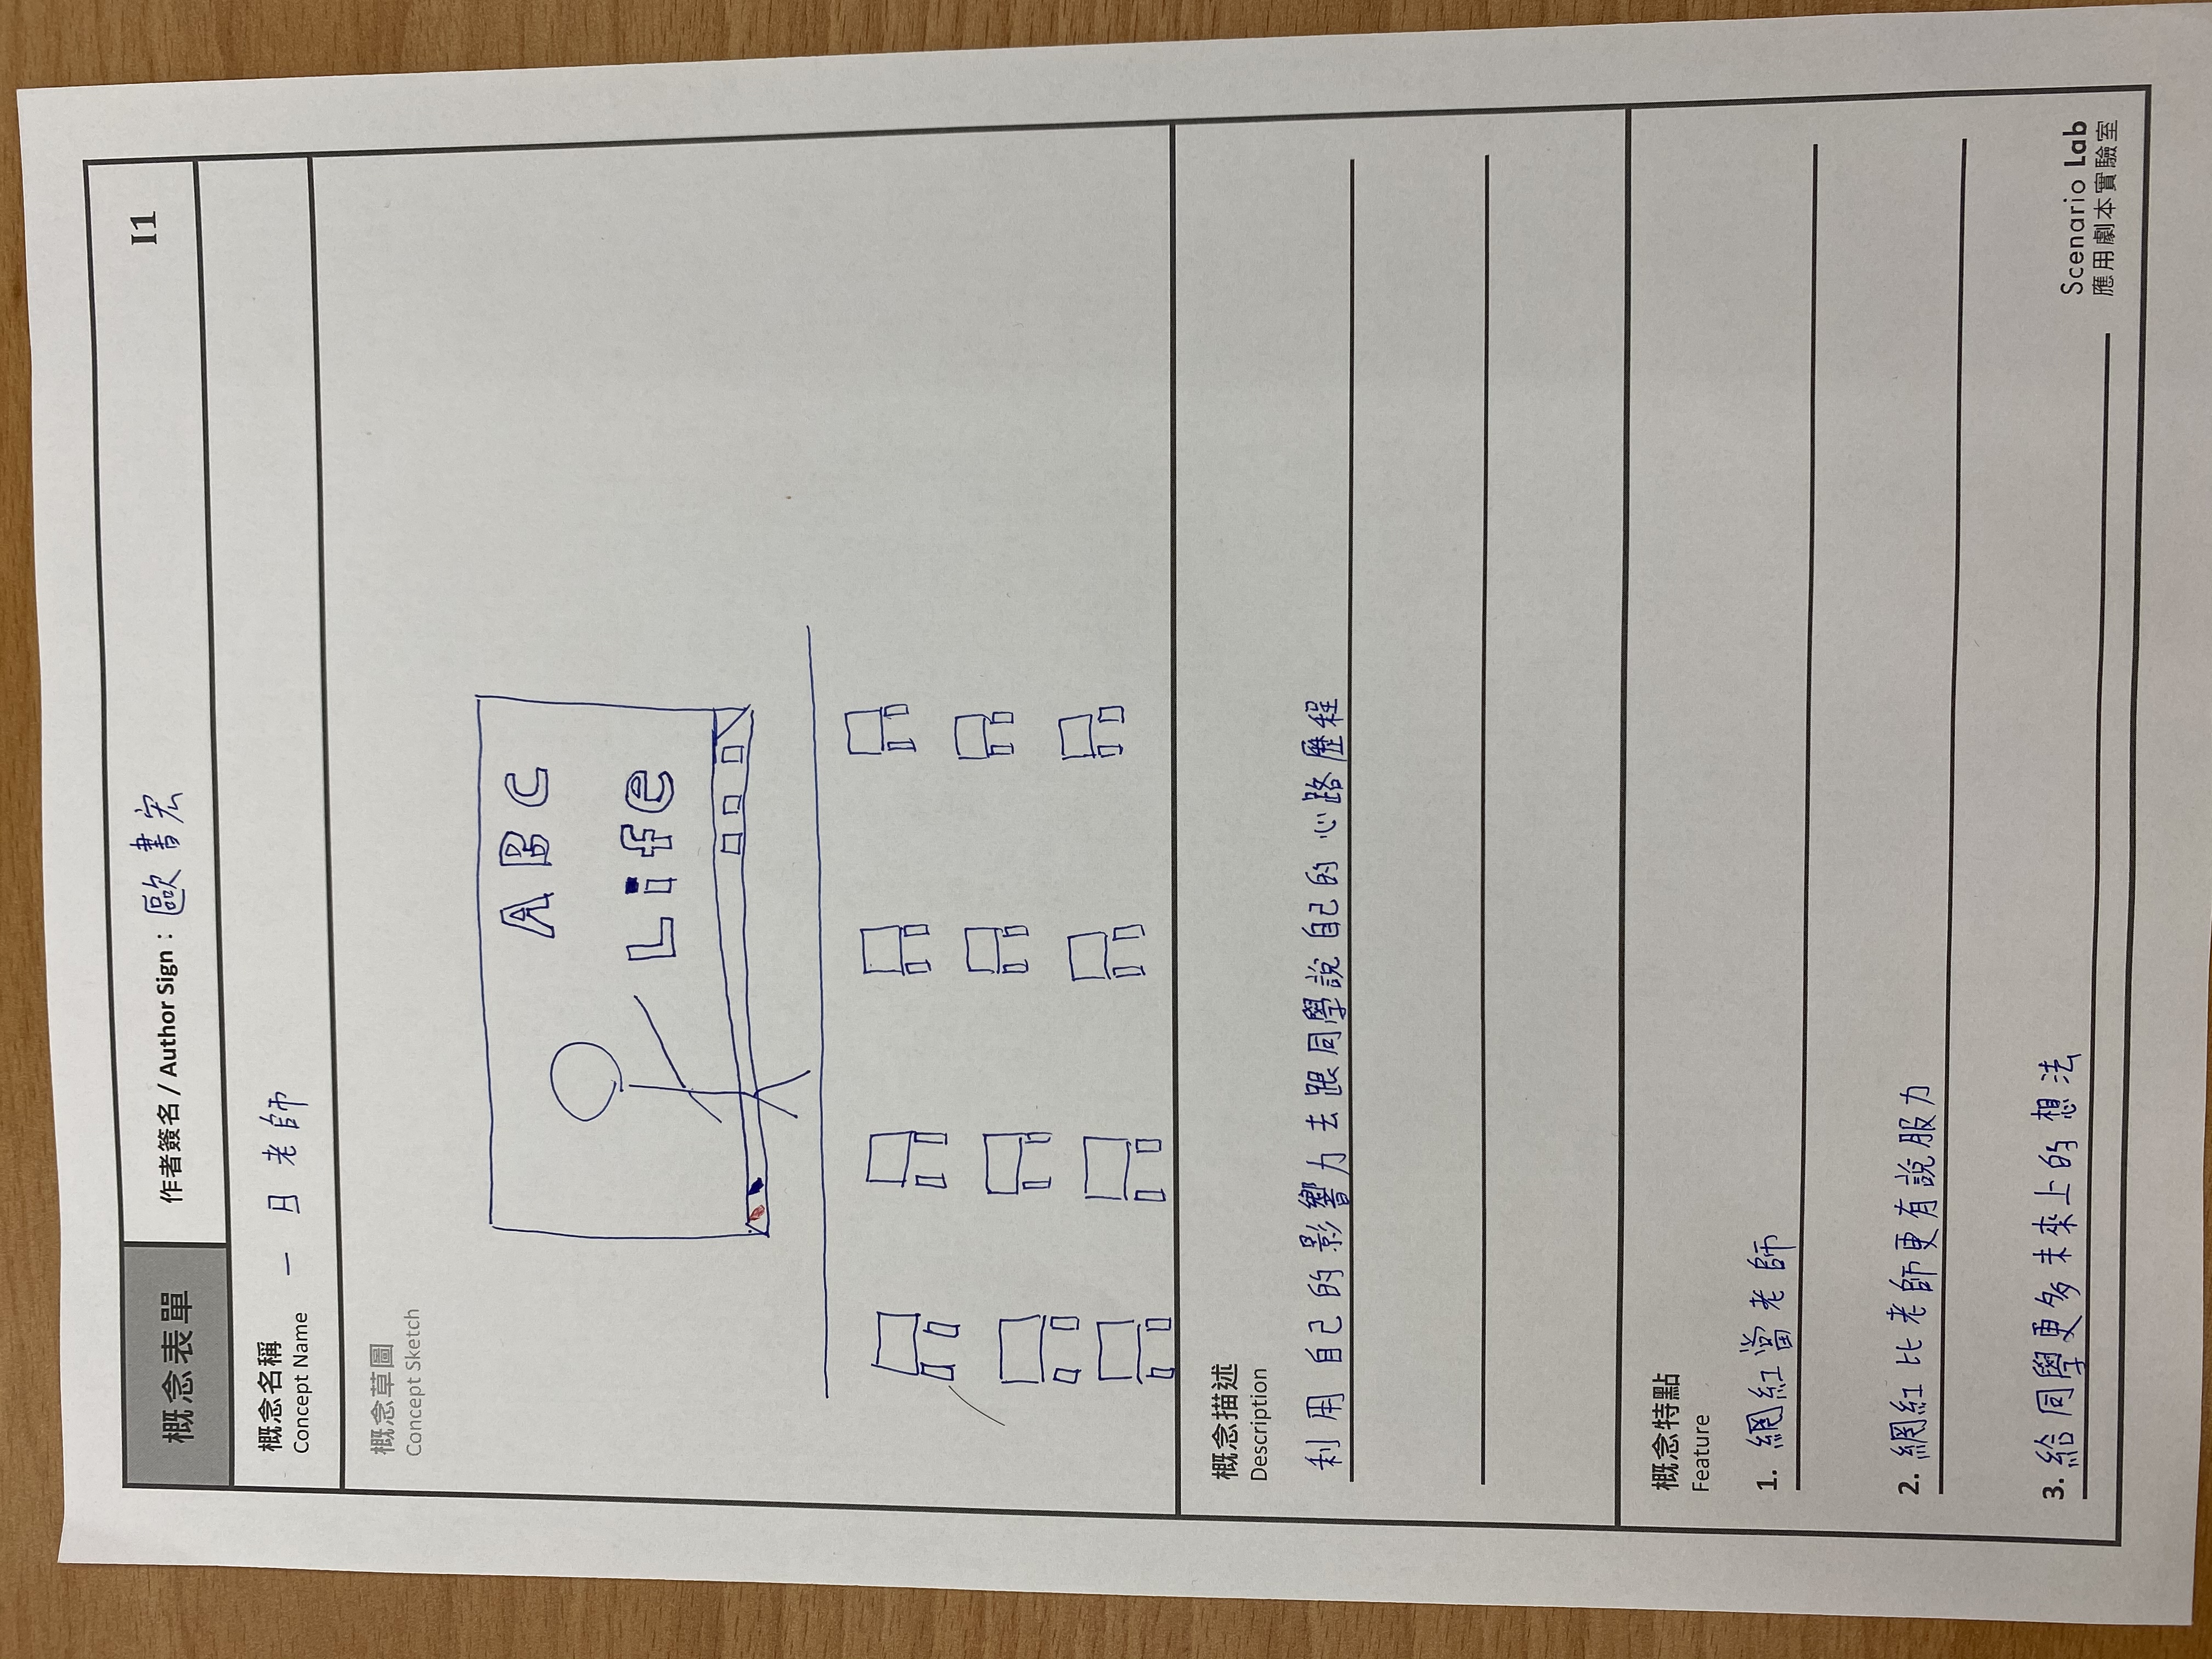 概念表單
作者簽名 / Author Sign：歐書宏
I1
概念名稱
Concept Name
一日老師
概念草圖
Concept Sketch
ABC
Life
概念描述
Description
利用自己的影響力去跟同學說自己的心路歷程
概念特點
Feature
1. 網紅當老師
2. 網紅比老師更有說服力
3. 給同學更多未來上的想法
Scenario Lab
應用劇本實驗室